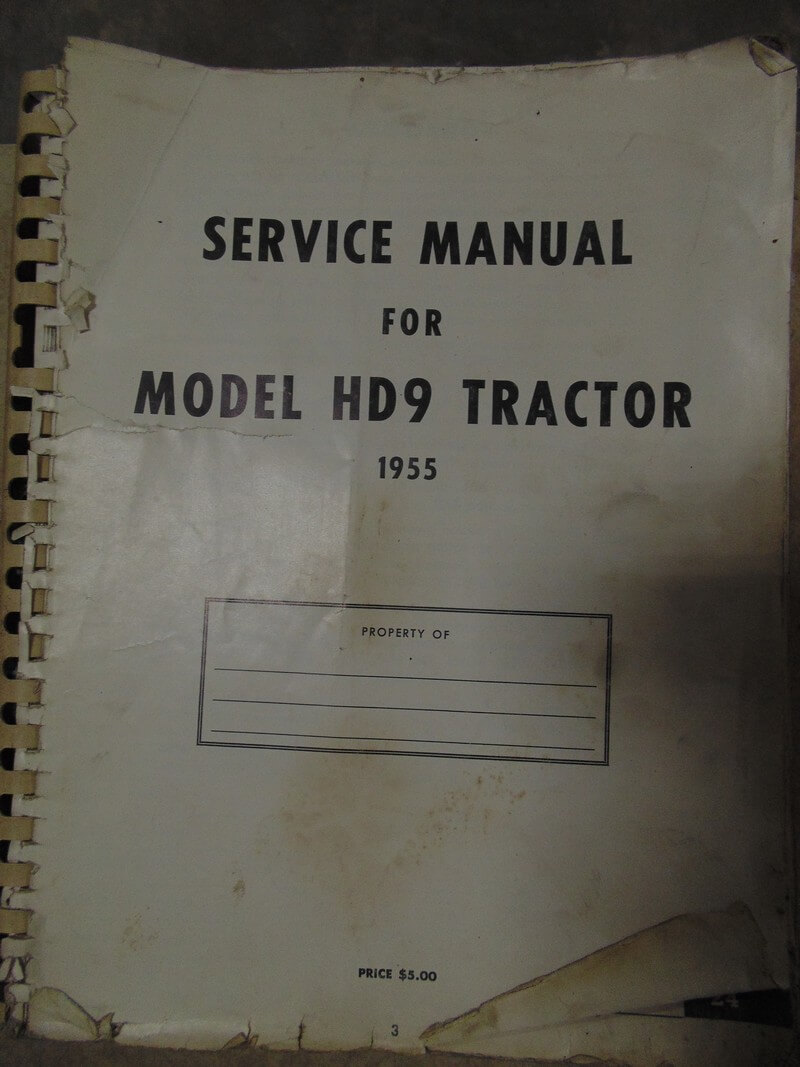 SERVICE MANUAL
FOR
MODEL HD9 TRACTOR
1955
PROPERTY OF
PRICE $5.00
3